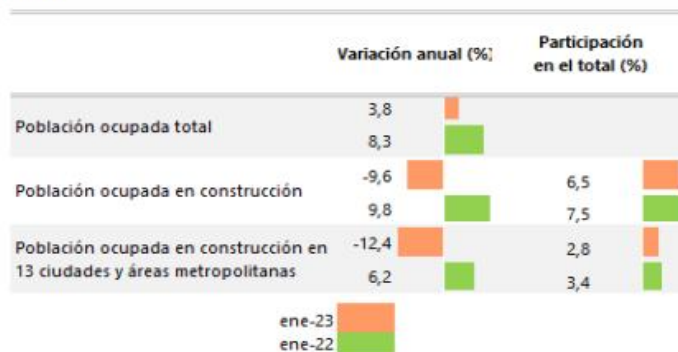 Variación anual (%)
Participación
en el total (%)
Población ocupada total
3,8
8,3
Población ocupada en construcción
-9,6
6,5
9,8
7,5
Población ocupada en construcción en
13 ciudades y áreas metropolitanas
-12,4
2,8
6,2
3,4
ene-23
ene-22